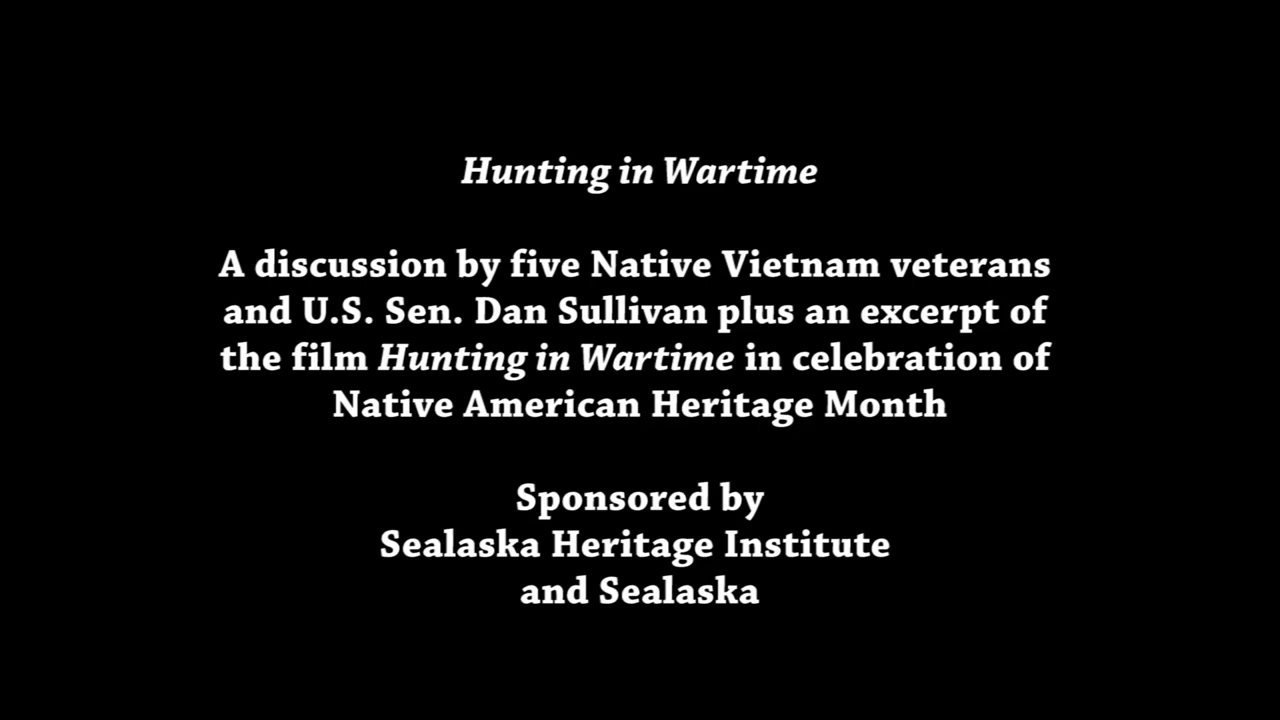 Hunting in Wartime
A discussion by five Native Vietnam veterans
and U.S. Sen. Dan Sullivan plus an excerpt of
the film Hunting in Wartime in celebration of
Native American Heritage Month
Sponsored by
Sealaska Heritage Institute
and Sealaska